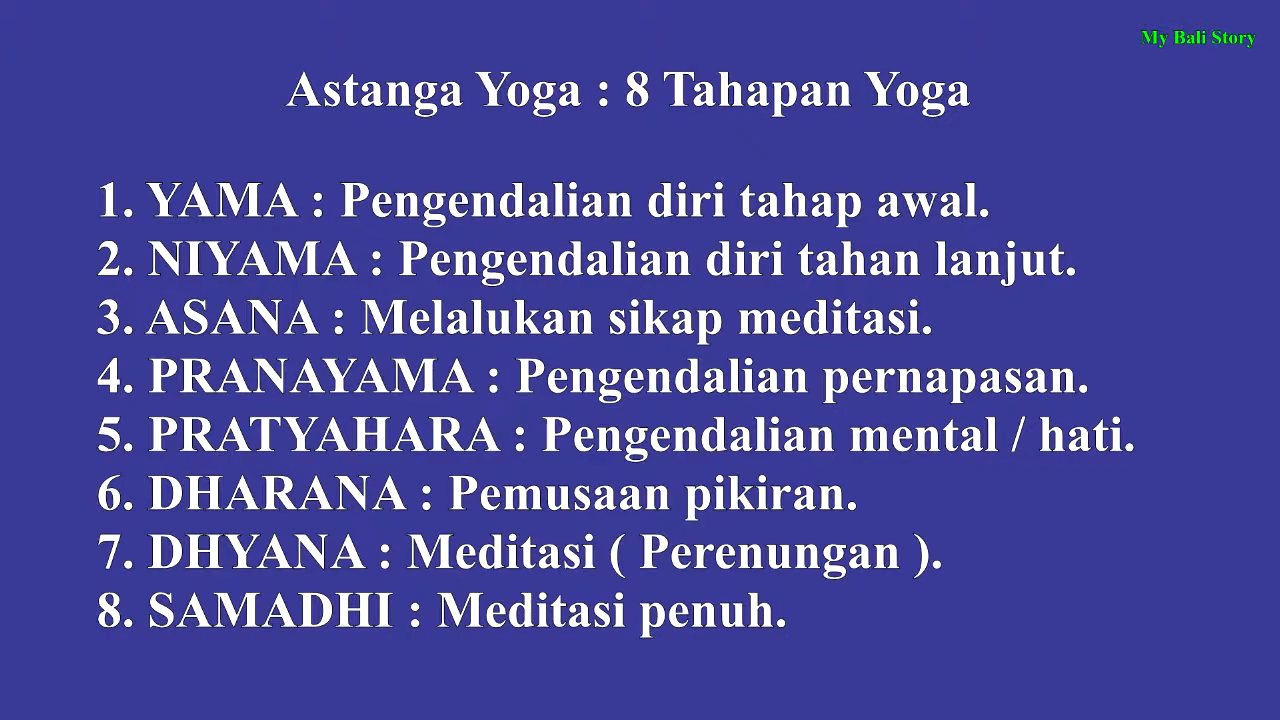 My Bali Story
Astanga Yoga : 8 Tahapan Yoga
1. YAMA : Pengendalian diri tahap awal.
2. NIYAMA : Pengendalian diri tahan lanjut.
3. ASANA : Melalukan sikap meditasi.
4. PRANAYAMA : Pengendalian pernapasan.
5. PRATYAHARA : Pengendalian mental / hati.
6. DHARANA : Pemusaan pikiran.
7. DHYANA : Meditasi ( Perenungan ).
8. SAMADHI : Meditasi penuh.